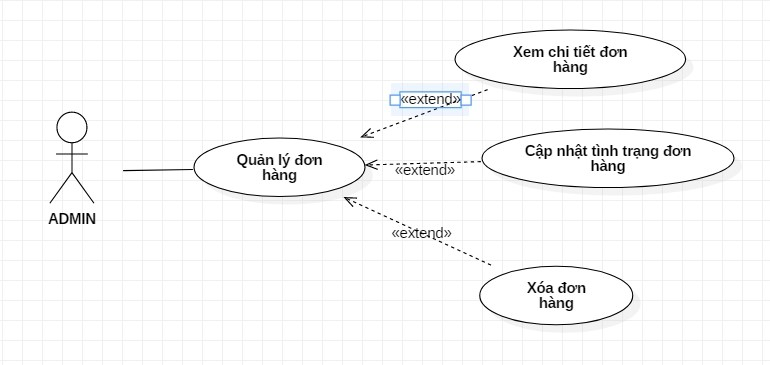 Xem chi tiết đơn
hàng
«extend»
Quản lý đơn
hàng
Cập nhật tình trạng đơn
hàng
«extend»
ADMIN
«extend»
Xóa đơn
hàng